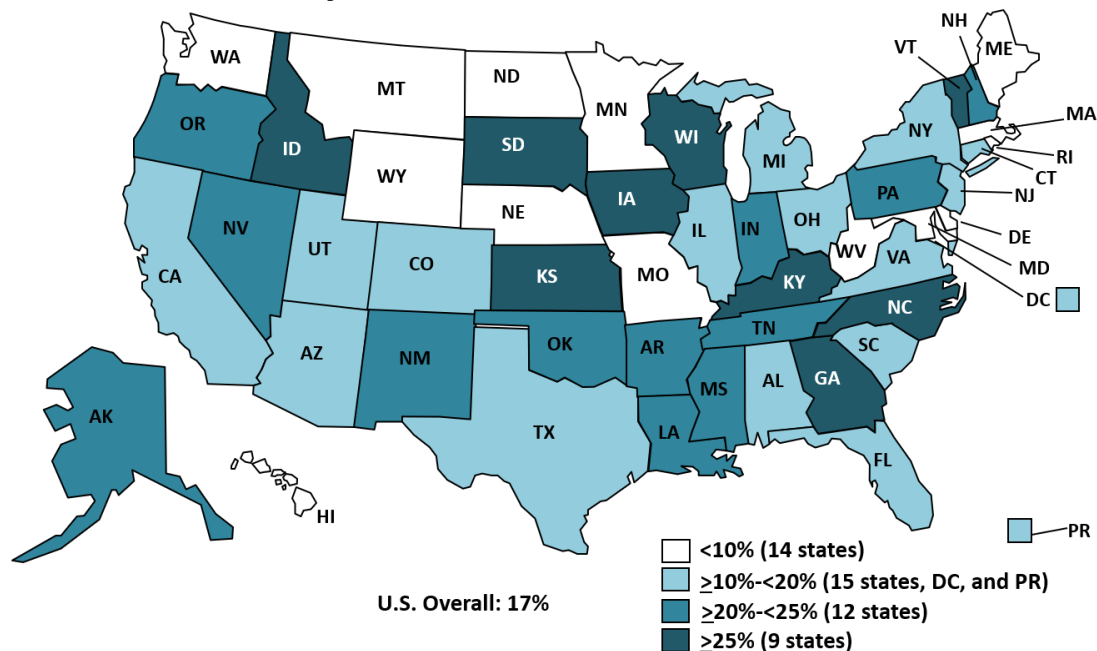 NH
ME
VT
WA
MT
ND
MN
MA
OR
ID
SD
WI
NY
MI
RI
CT
WY
PA
NJ
IA
NE
OH
NV
IL
IN
DE
UT
CO
WV
VA
CA
MO
KS
KY
MD
DC
NC
TN
AZ
NM
OK
AR
SC
MS
AL
GA
AK
TX
LA
FL
HI
PR
<10% (14 states)
≥10%-<20% (15 states, DC, and PR)
U.S. Overall: 17%
≥20%-<25% (12 states)
≥25% (9 states)